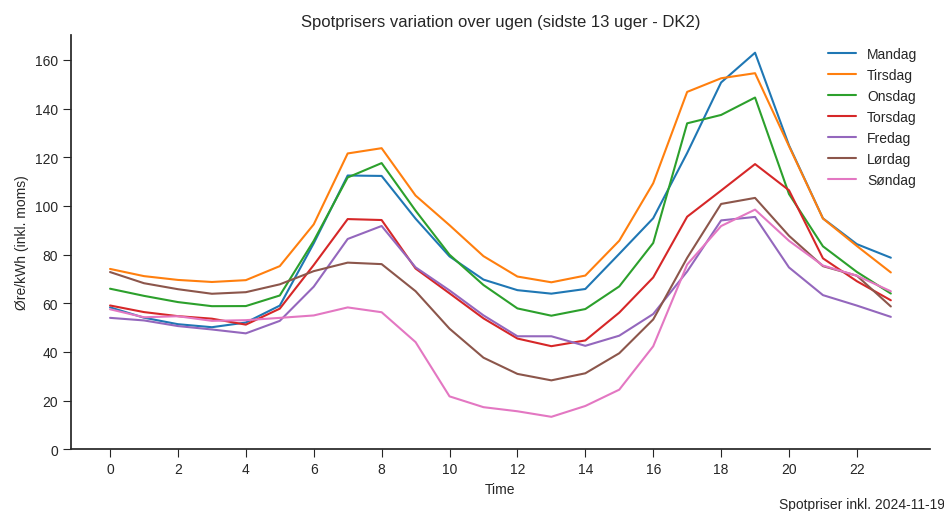 Spotprisers variation over ugen (sidste 13 uger - DK2)
Mandag
Tirsdag
Onsdag
Torsdag
Fredag
Lørdag
Søndag
Øre/kWh (inkl. moms)
160
140
120
100
80
60
40
20
0
0 2 4 6 8 10 12 14 16 18 20 22
Time
Spotpriser inkl. 2024-11-19